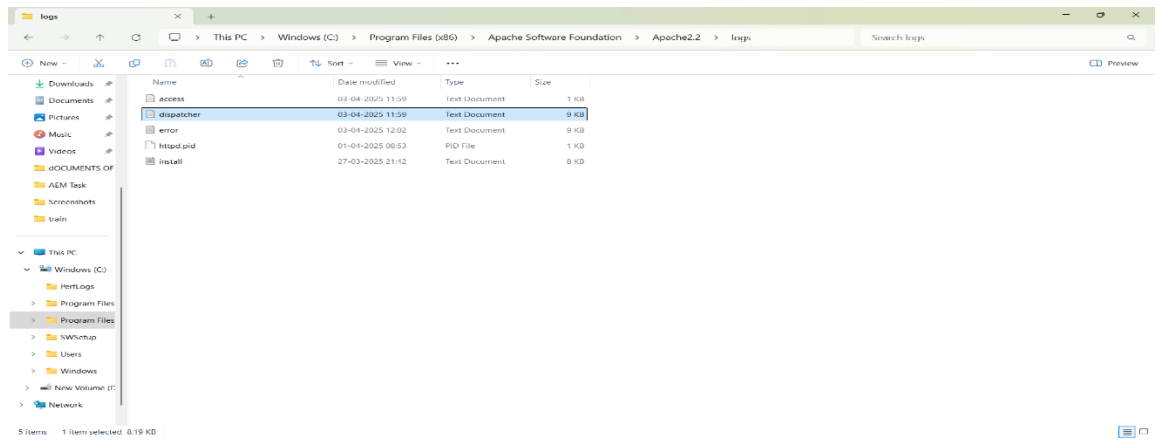 logs
This PC > Windows (C:) > Program Files (x86) > Apache Software Foundation > Apache2.2 > logs
Search logs
New
Sort
View
...
Preview
Downloads
Documents
Pictures
Music
Videos
dOCUMENTS OF
AEM Task
Screenshots
train
This PC
Windows (C:)
PerfLogs
Program Files
Program Files
SWSetup
Users
Windows
New Volume (D:
Network
Name Date modified Type Size
access 03-04-2025 11:59 Text Document 1 KB
dispatcher 03-04-2025 11:59 Text Document 9 KB
error 03-04-2025 12:02 Text Document 9 KB
httpd.pid 01-04-2025 08:53 PID File 1 KB
install 27-03-2025 21:42 Text Document 8 KB
5 items 1 item selected 8.19 KB